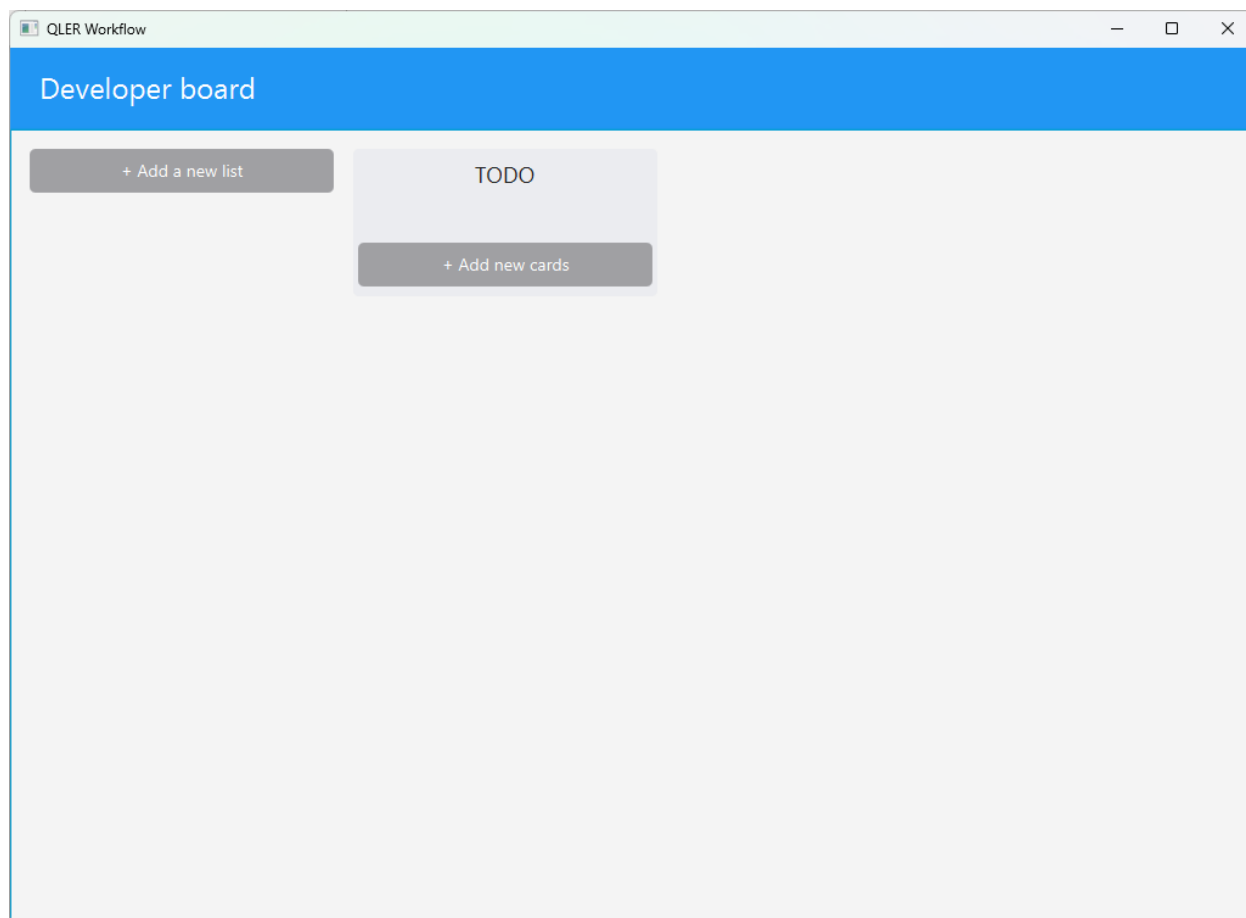 QLER Workflow
Developer board
+ Add a new list
TODO
+ Add new cards